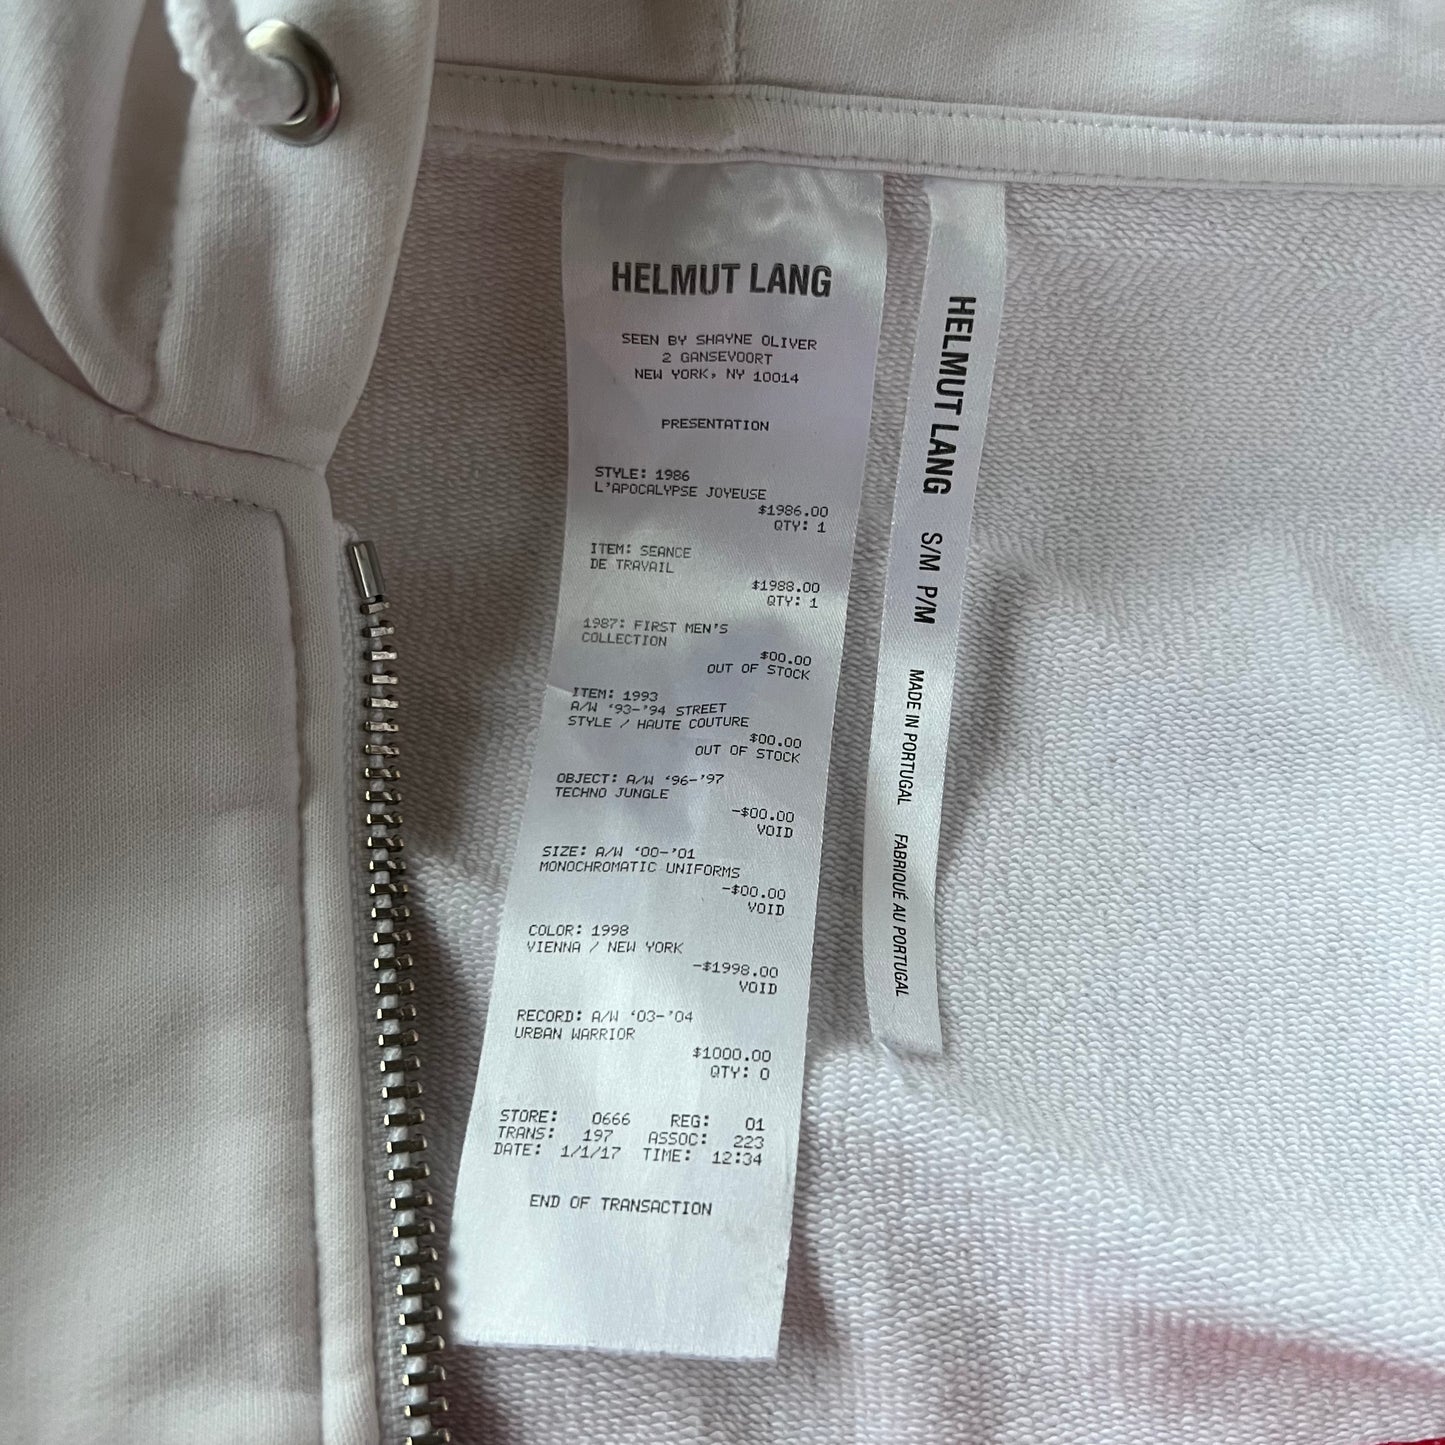 HELMUT LANG
SEEN BY SHAYNE OLIVER
2 GANSEVOORT
NEW YORK, NY 10014
PRESENTATION
STYLE: 1986
L'APOCALYPSE JOYEUSE
$1986.00
QTY: 1
ITEM: SEANCE
DE TRAVAIL
$1988.00
QTY: 1
1987: FIRST MEN'S
COLLECTION
$00.00
OUT OF STOCK
ITEM: 1993
A/W ‘93-’94 STREET
STYLE / HAUTE COUTURE
$00.00
OUT OF STOCK
OBJECT: A/W ‘96-’97
TECHNO JUNGLE
-$00.00
VOID
SIZE: A/W ‘00-’01
MONOCHROMATIC UNIFORMS
-$00.00
VOID
COLOR: 1998
VIENNA / NEW YORK
-$1998.00
VOID
RECORD: A/W ‘03-’04
URBAN WARRIOR
$1000.00
QTY: 0
STORE: 0666 REG: 01
TRANS: 197 ASSOC: 223
DATE: 1/1/17 TIME: 12:34
END OF TRANSACTION
HELMUT LANG S/M P/M MADE IN PORTUGAL FABRIQUÉ AU PORTUGAL